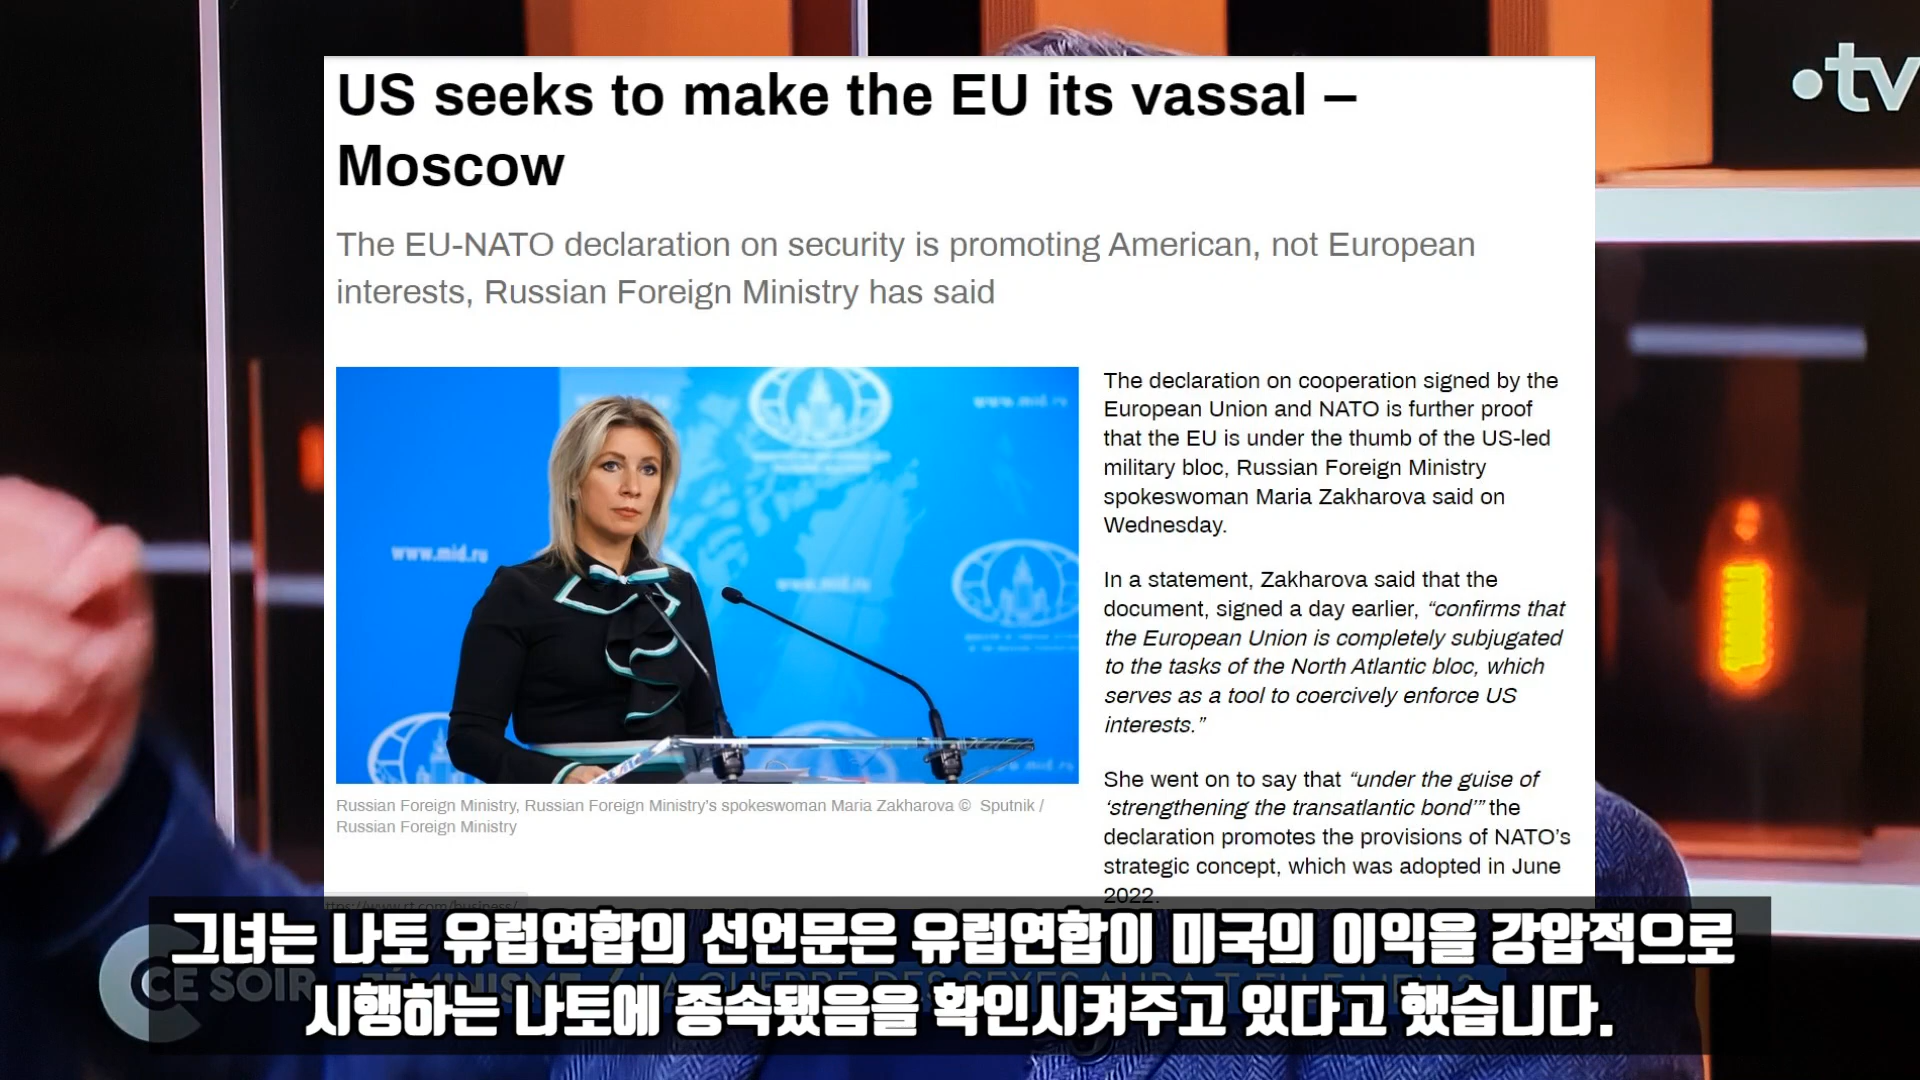 •tv
US seeks to make the EU its vassal –
Moscow
The EU-NATO declaration on security is promoting American, not European
interests, Russian Foreign Ministry has said
www.mid.ru
www.mid.ru
www.mid.ru
Russian Foreign Ministry, Russian Foreign Ministry's spokeswoman Maria Zakharova © Sputnik /
Russian Foreign Ministry
The declaration on cooperation signed by the
European Union and NATO is further proof
that the EU is under the thumb of the US-led
military bloc, Russian Foreign Ministry
spokeswoman Maria Zakharova said on
Wednesday.
In a statement, Zakharova said that the
document, signed a day earlier, “confirms that
the European Union is completely subjugated
to the tasks of the North Atlantic bloc, which
serves as a tool to coercively enforce US
interests.”
She went on to say that “under the guise of
‘strengthening the transatlantic bond’” the
declaration promotes the provisions of NATO’s
strategic concept, which was adopted in June
2022.
그녀는 나토 유럽연합의 선언문은 유럽연합이 미국의 이익을 강압적으로
시행하는 나토에 종속됐음을 확인시켜주고 있다고 했습니다.
CE SOIR